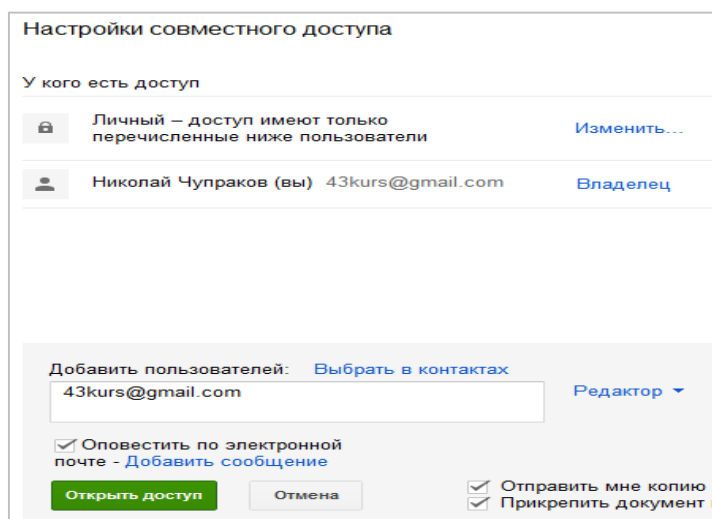 Настройки совместного доступа
У кого есть доступ
Личный – доступ имеют только
перечисленные ниже пользователи
Изменить...
Николай Чупраков (вы) 43kurs@gmail.com
Владелец
Добавить пользователей: Выбрать в контактах
43kurs@gmail.com
Редактор
Оповестить по электронной
почте - Добавить сообщение
Открыть доступ
Отмена
Отправить мне копию
Прикрепить документ